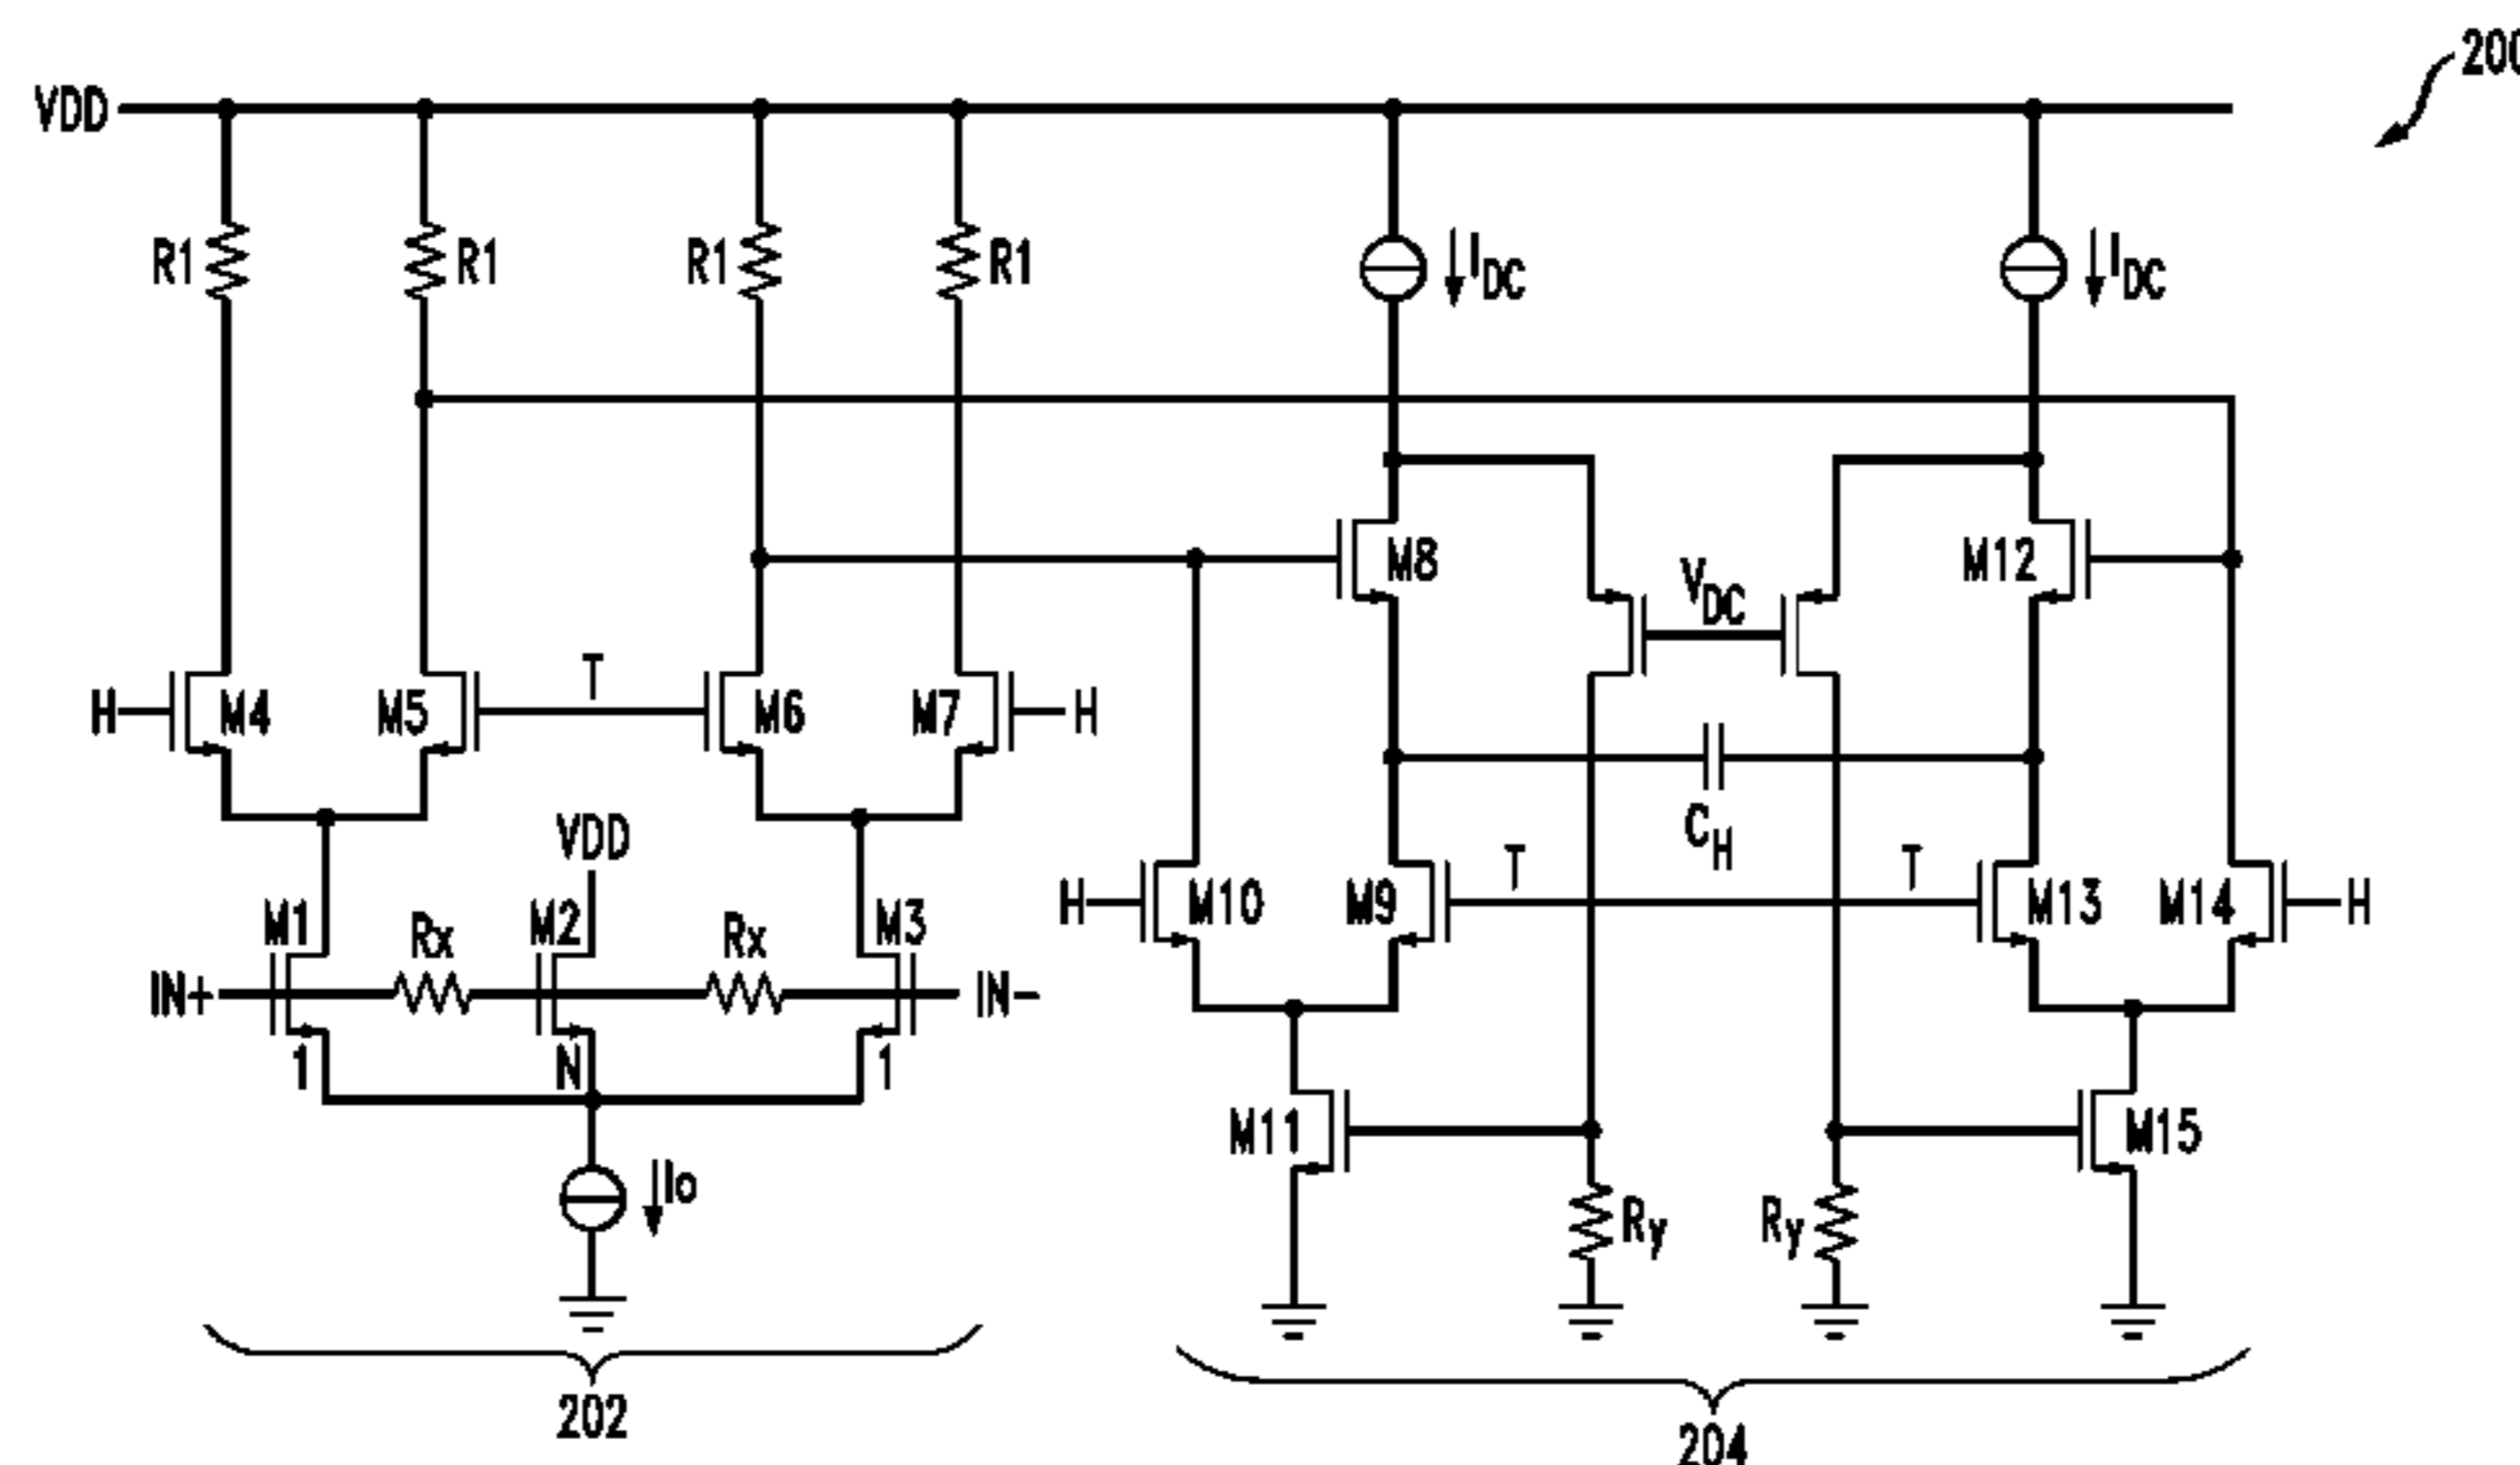 200
VDD
R1 R1 R1 R1 IDC IDC
M8 VDC M12
H M4 M5 T M6 M7 H
VDD CH
H M10 M9 T T M13 M14 H
M1 Rx M2 Rx M3
IN+ IN-
1 N 1
M11 M15
Io Ry Ry
202
204